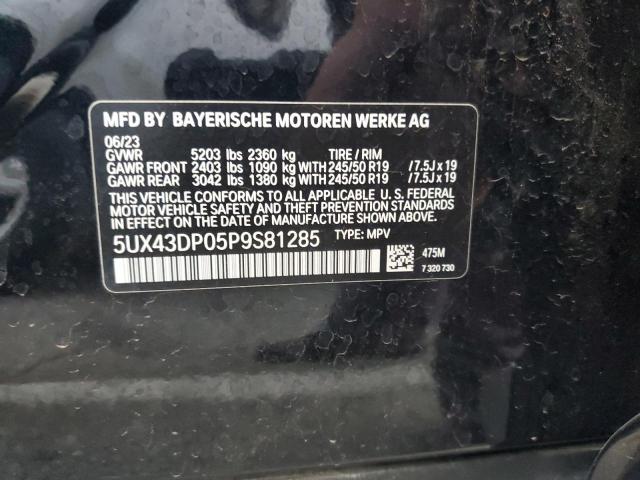 MFD BY BAYERISCHE MOTOREN WERKE AG
06/23
GVWR 5203 lbs 2360 kg TIRE / RIM
GAWR FRONT 2403 lbs 1090 kg WITH 245/50 R19 /7.5J x 19
GAWR REAR 3042 lbs 1380 kg WITH 245/50 R19 /7.5J x 19
THIS VEHICLE CONFORMS TO ALL APPLICABLE U. S. FEDERAL
MOTOR VEHICLE SAFETY, BUMPER, AND THEFT PREVENTION STANDARDS
IN EFFECT ON THE DATE OF MANUFACTURE SHOWN ABOVE.
5UX43DP05P9S81285 TYPE: MPV
475M
7 320 730